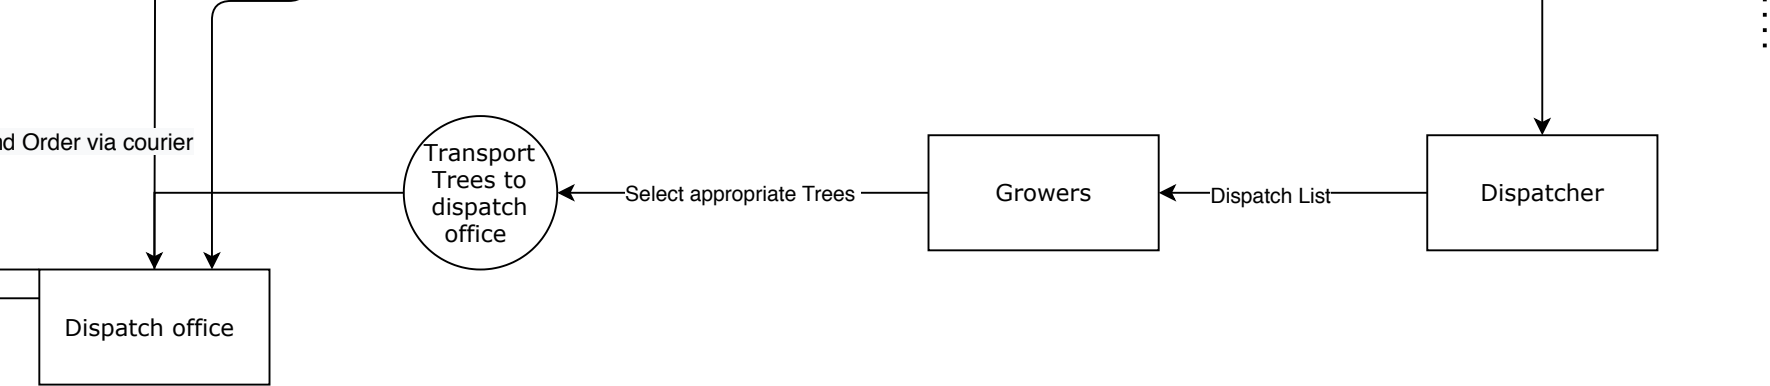 nd Order via courier
Transport
Trees to
dispatch
office
Select appropriate Trees
Growers
Dispatch List
Dispatcher
Dispatch office